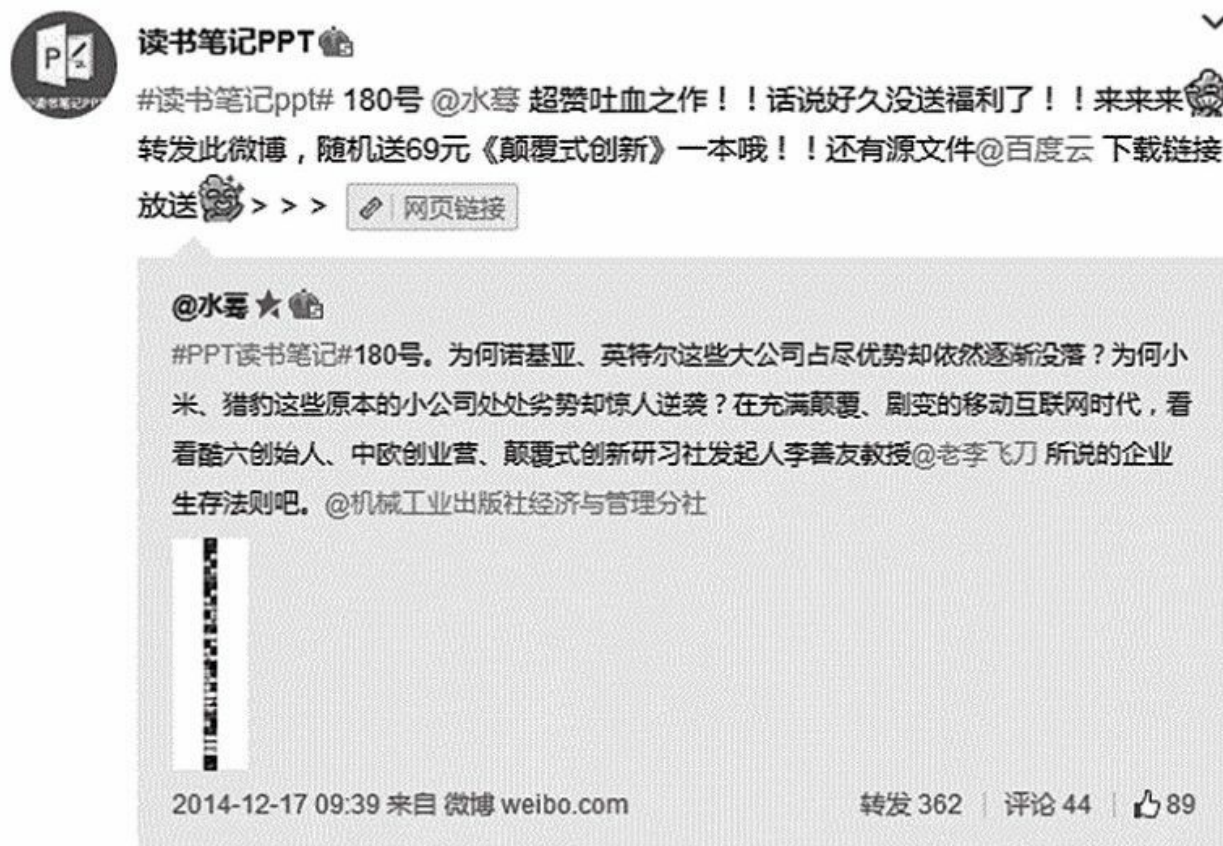 读书笔记PPT
#读书笔记ppt# 180号 @水蓦 超赞吐血之作！！话说好久没送福利了！！来来来
转发此微博，随机送69元《颠覆式创新》一本哦！！还有源文件@百度云 下载链接
放送 >>> 网页链接
@水蓦
#PPT读书笔记#180号。为何诺基亚、英特尔这些大公司占尽优势却依然逐渐没落？为何小
米、猎豹这些原本的小公司处处劣势却惊人逆袭？在充满颠覆、剧变的移动互联网时代，看
看酷六创始人、中欧创业营、颠覆式创新研习社发起人李善友教授@老李飞刀 所说的企业
生存法则吧。@机械工业出版社经济与管理分社
2014-12-17 09:39 来自 微博 weibo.com 转发 362 | 评论 44 | 89